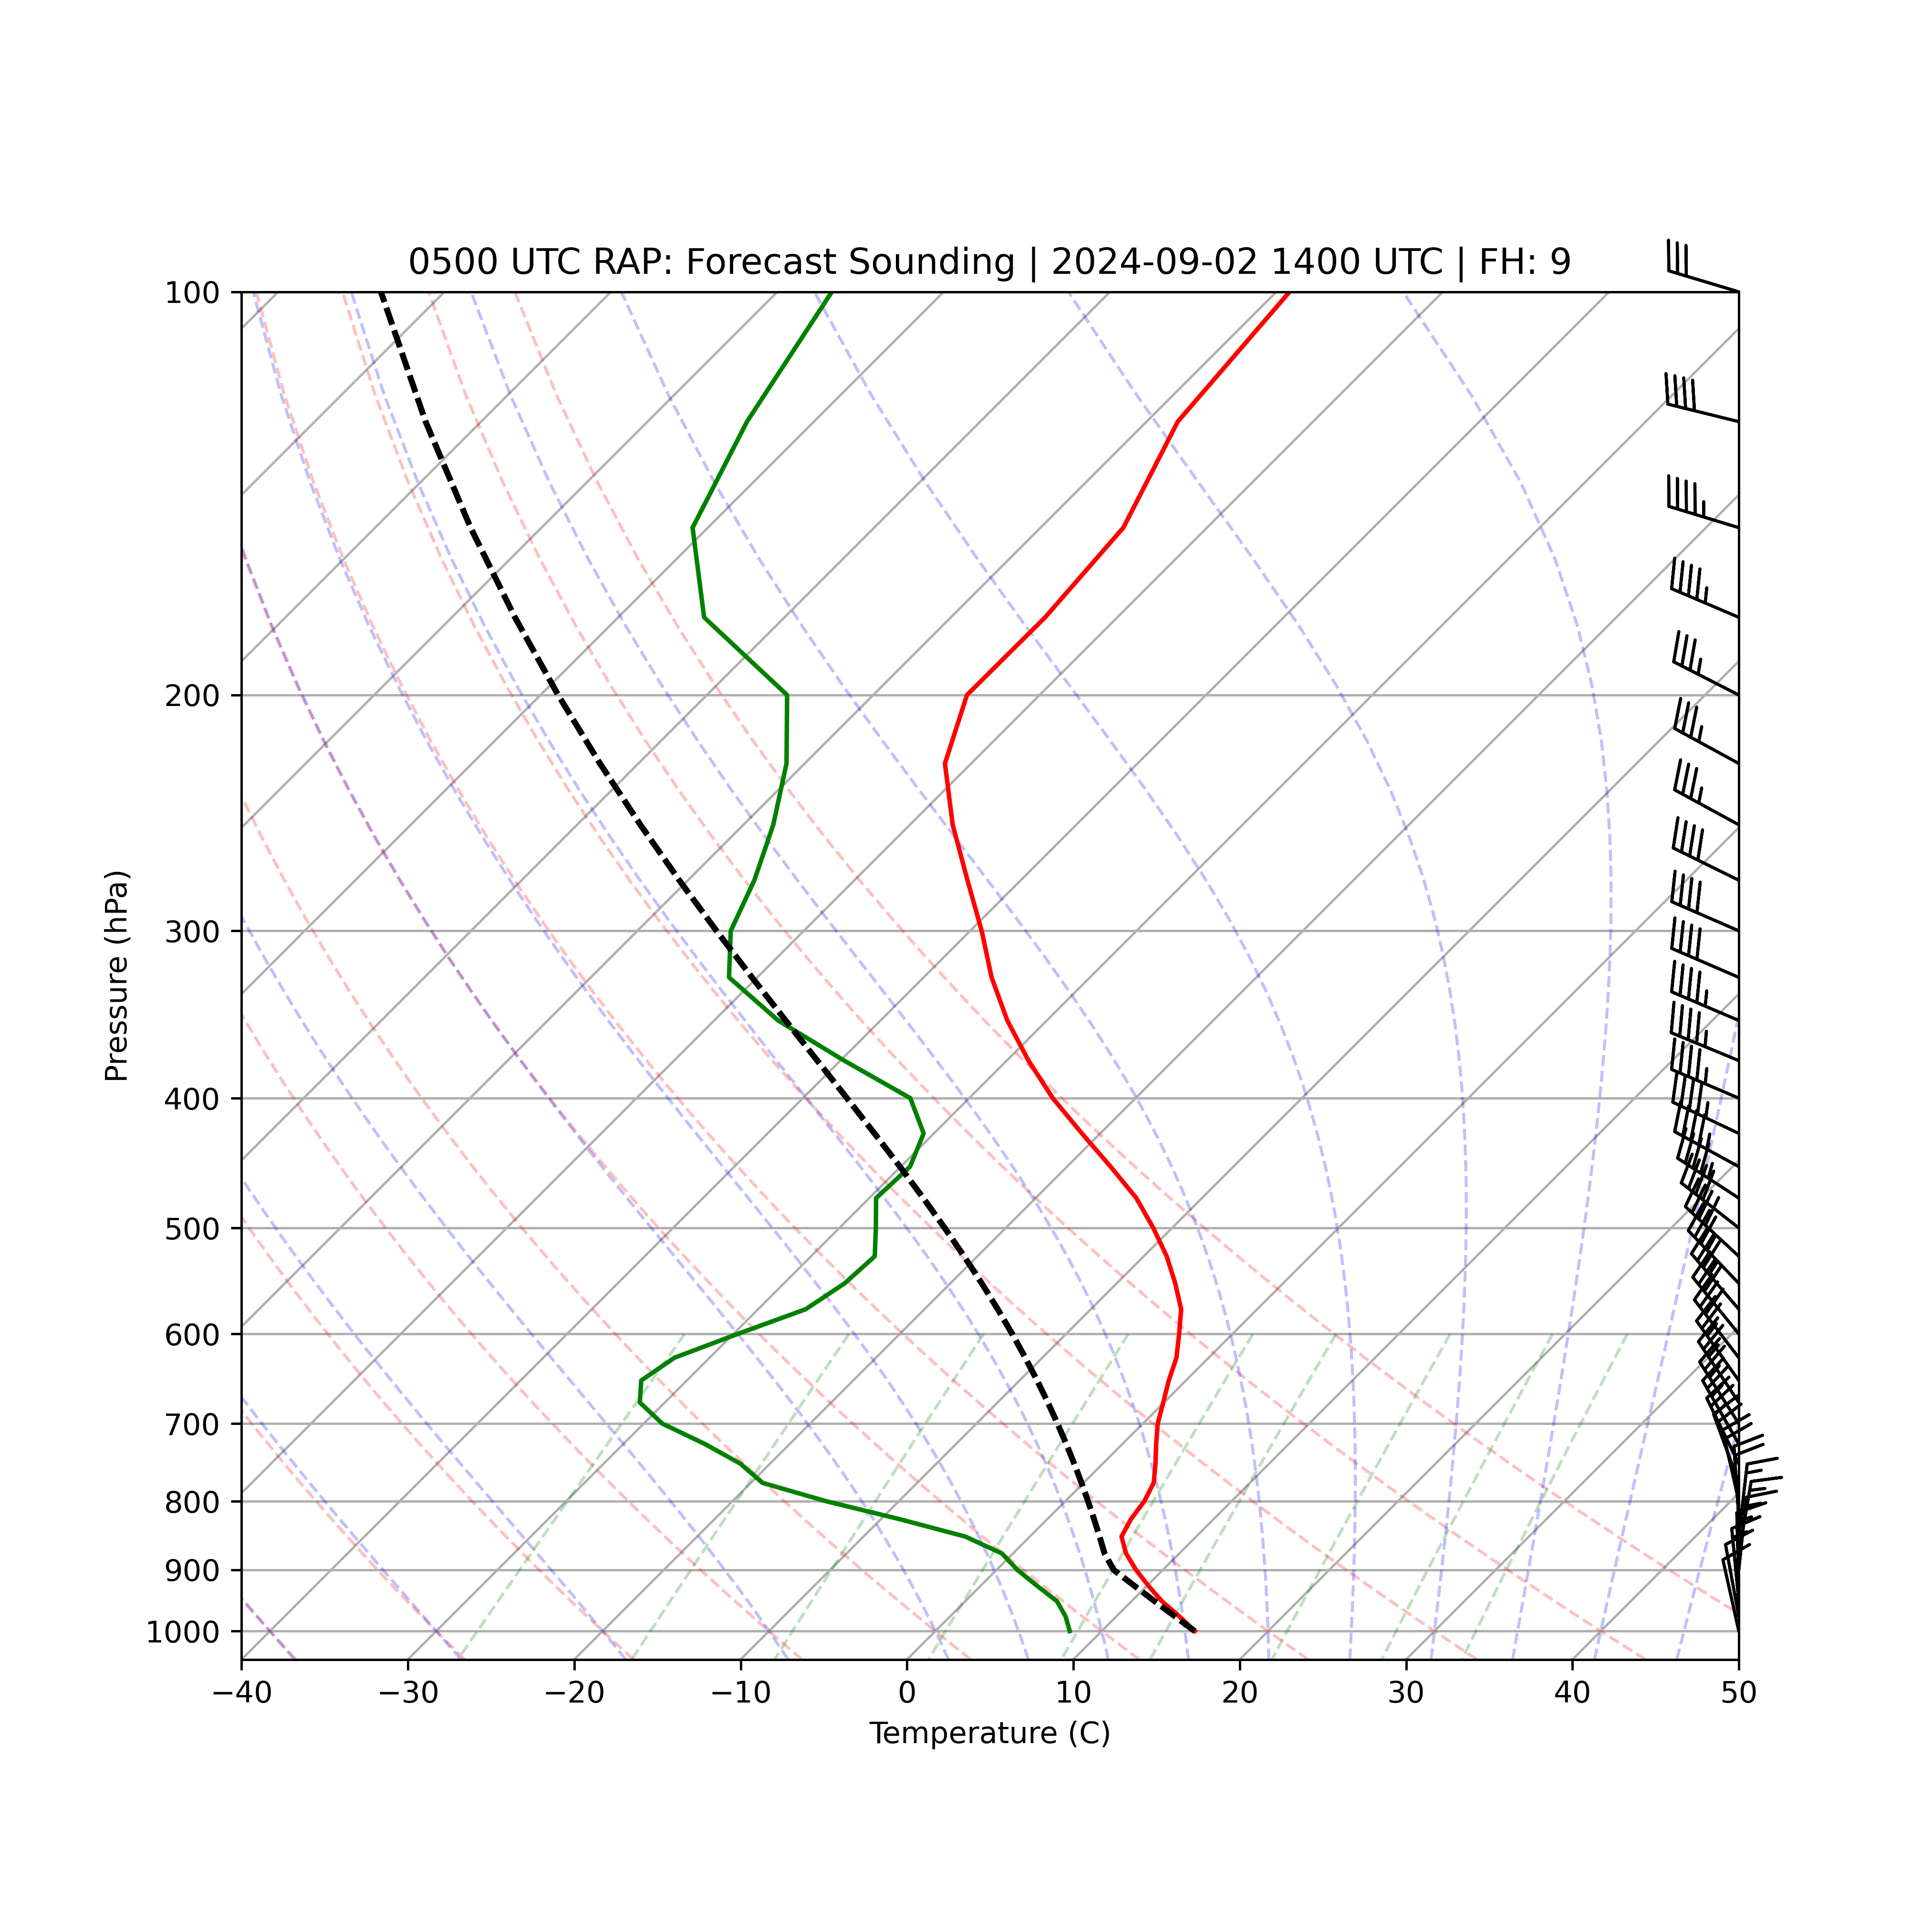 0500 UTC RAP: Forecast Sounding | 2024-09-02 1400 UTC | FH: 9
100
200
300
400
500
600
700
800
900
1000
Pressure (hPa)
−40 −30 −20 −10 0 10 20 30 40 50
Temperature (C)